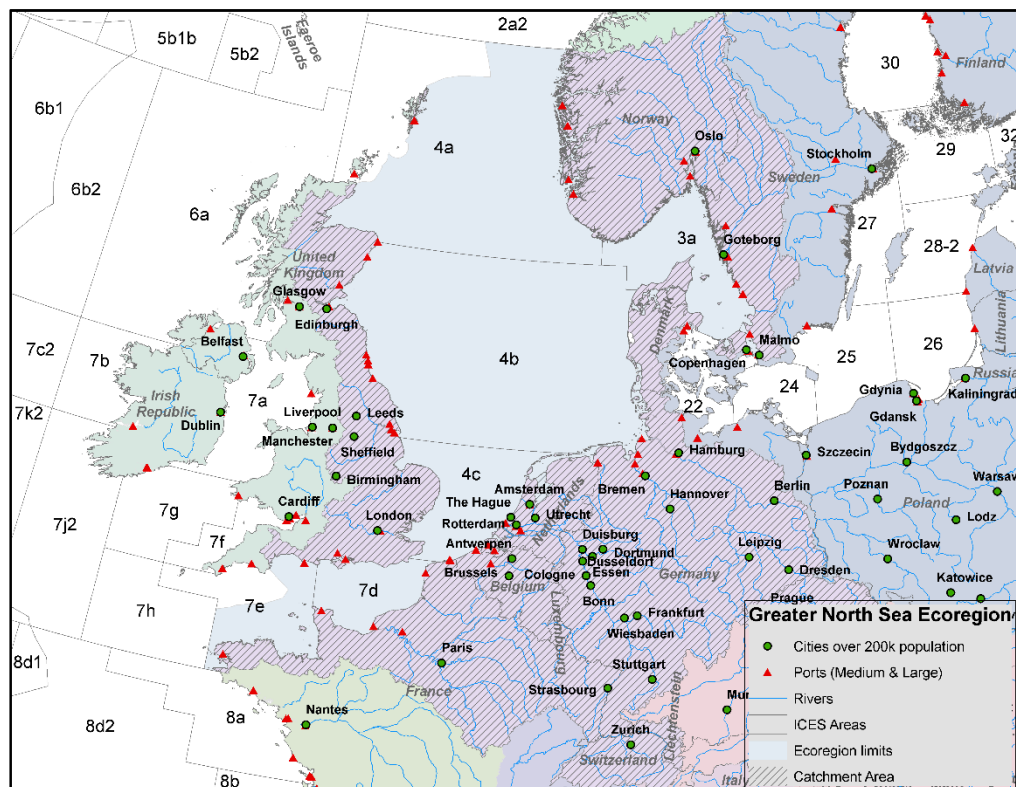 2a2
5b1b
5b2
Faeroe
Islands
30
Finland
6b1
Norway
Oslo
4a
Stockholm
29
32
Sweden
6b2
6a
27
3a
Goteborg
28-2
United
Kingdom
Latvia
Glasgow
Edinburgh
Denmark
Lithuania
7c2
7b
Belfast
4b
Malmo
Copenhagen
25
26
24
Russia
Gdynia
Kaliningrad
7k2
Irish
Republic
7a
22
Gdansk
Liverpool
Leeds
Dublin
Manchester
Sheffield
Hamburg
Szczecin
Bydgoszcz
4c
Birmingham
Amsterdam
Netherlands
Bremen
Hannover
Berlin
Poznan
Warsaw
Poland
The Hague
Utrecht
Cardiff
7g
7j2
London
Rotterdam
Lodz
7f
Antwerpen
Duisburg
Dortmund
Dusseldorf
Leipzig
Wroclaw
Brussels
Cologne
Essen
Germany
Dresden
Belgium
Bonn
Katowice
7h
7e
7d
Prague
Luxembourg
Frankfurt
Wiesbaden
8d1
Paris
Stuttgart
France
Strasbourg
8d2
8a
Nantes
Zurich
Liechtenstein
Switzerland
8b
Italy
Greater North Sea Ecoregion
Cities over 200k population
Ports (Medium & Large)
Rivers
ICES Areas
Ecoregion limits
Catchment Area